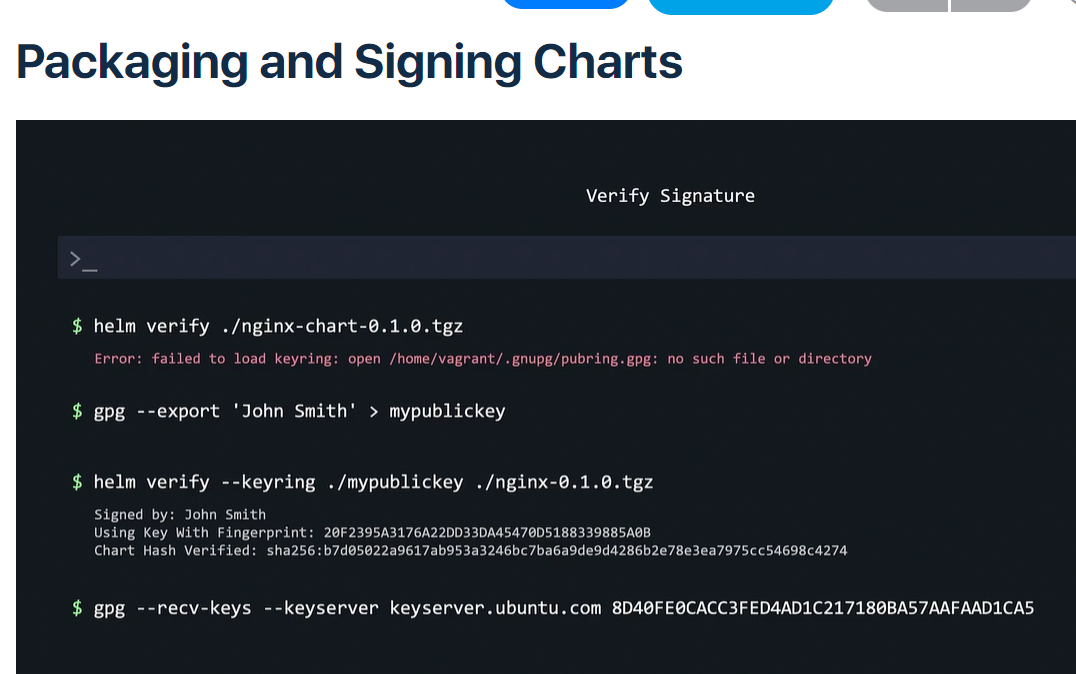 Packaging and Signing Charts
Verify Signature
>_
$ helm verify ./nginx-chart-0.1.0.tgz
Error: failed to load keyring: open /home/vagrant/.gnupg/pubring.gpg: no such file or directory
$ gpg --export 'John Smith' > mypublickey
$ helm verify --keyring ./mypublickey ./nginx-0.1.0.tgz
Signed by: John Smith
Using Key With Fingerprint: 20F2395A3176A22DD33DA45470D5188339885A0B
Chart Hash Verified: sha256:b7d05022a9617ab953a3246bc7ba6a9de9d4286b2e78e3ea7975cc54698c4274
$ gpg --recv-keys --keyserver keyserver.ubuntu.com 8D40FE0CACC3FED4AD1C217180BA57AAFAAD1CA5